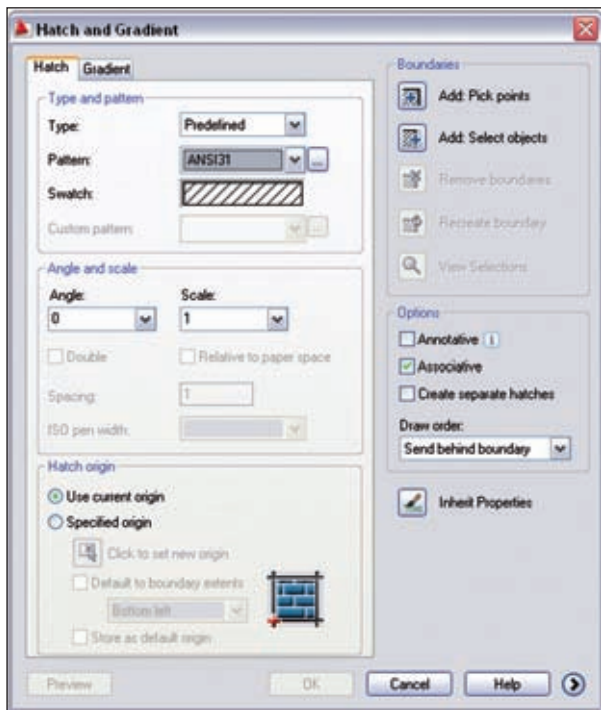 Hatch and Gradient
Hatch Gradient
Type and pattern
Type: Predefined
Pattern: ANSI31 ...
Swatch:
Custom pattern: ...
Angle and scale
Angle: Scale:
0 1
Double Relative to paper space
Spacing: 1
ISO pen width:
Hatch origin
Use current origin
Specified origin
Click to set new origin
Default to boundary extents
Bottom left
Store as default origin
Boundaries
Add: Pick points
Add: Select objects
Remove boundaries
Recreate boundary
View Selections
Options
Annotative i
Associative
Create separate hatches
Draw order:
Send behind boundary
Inherit Properties
Preview OK Cancel Help